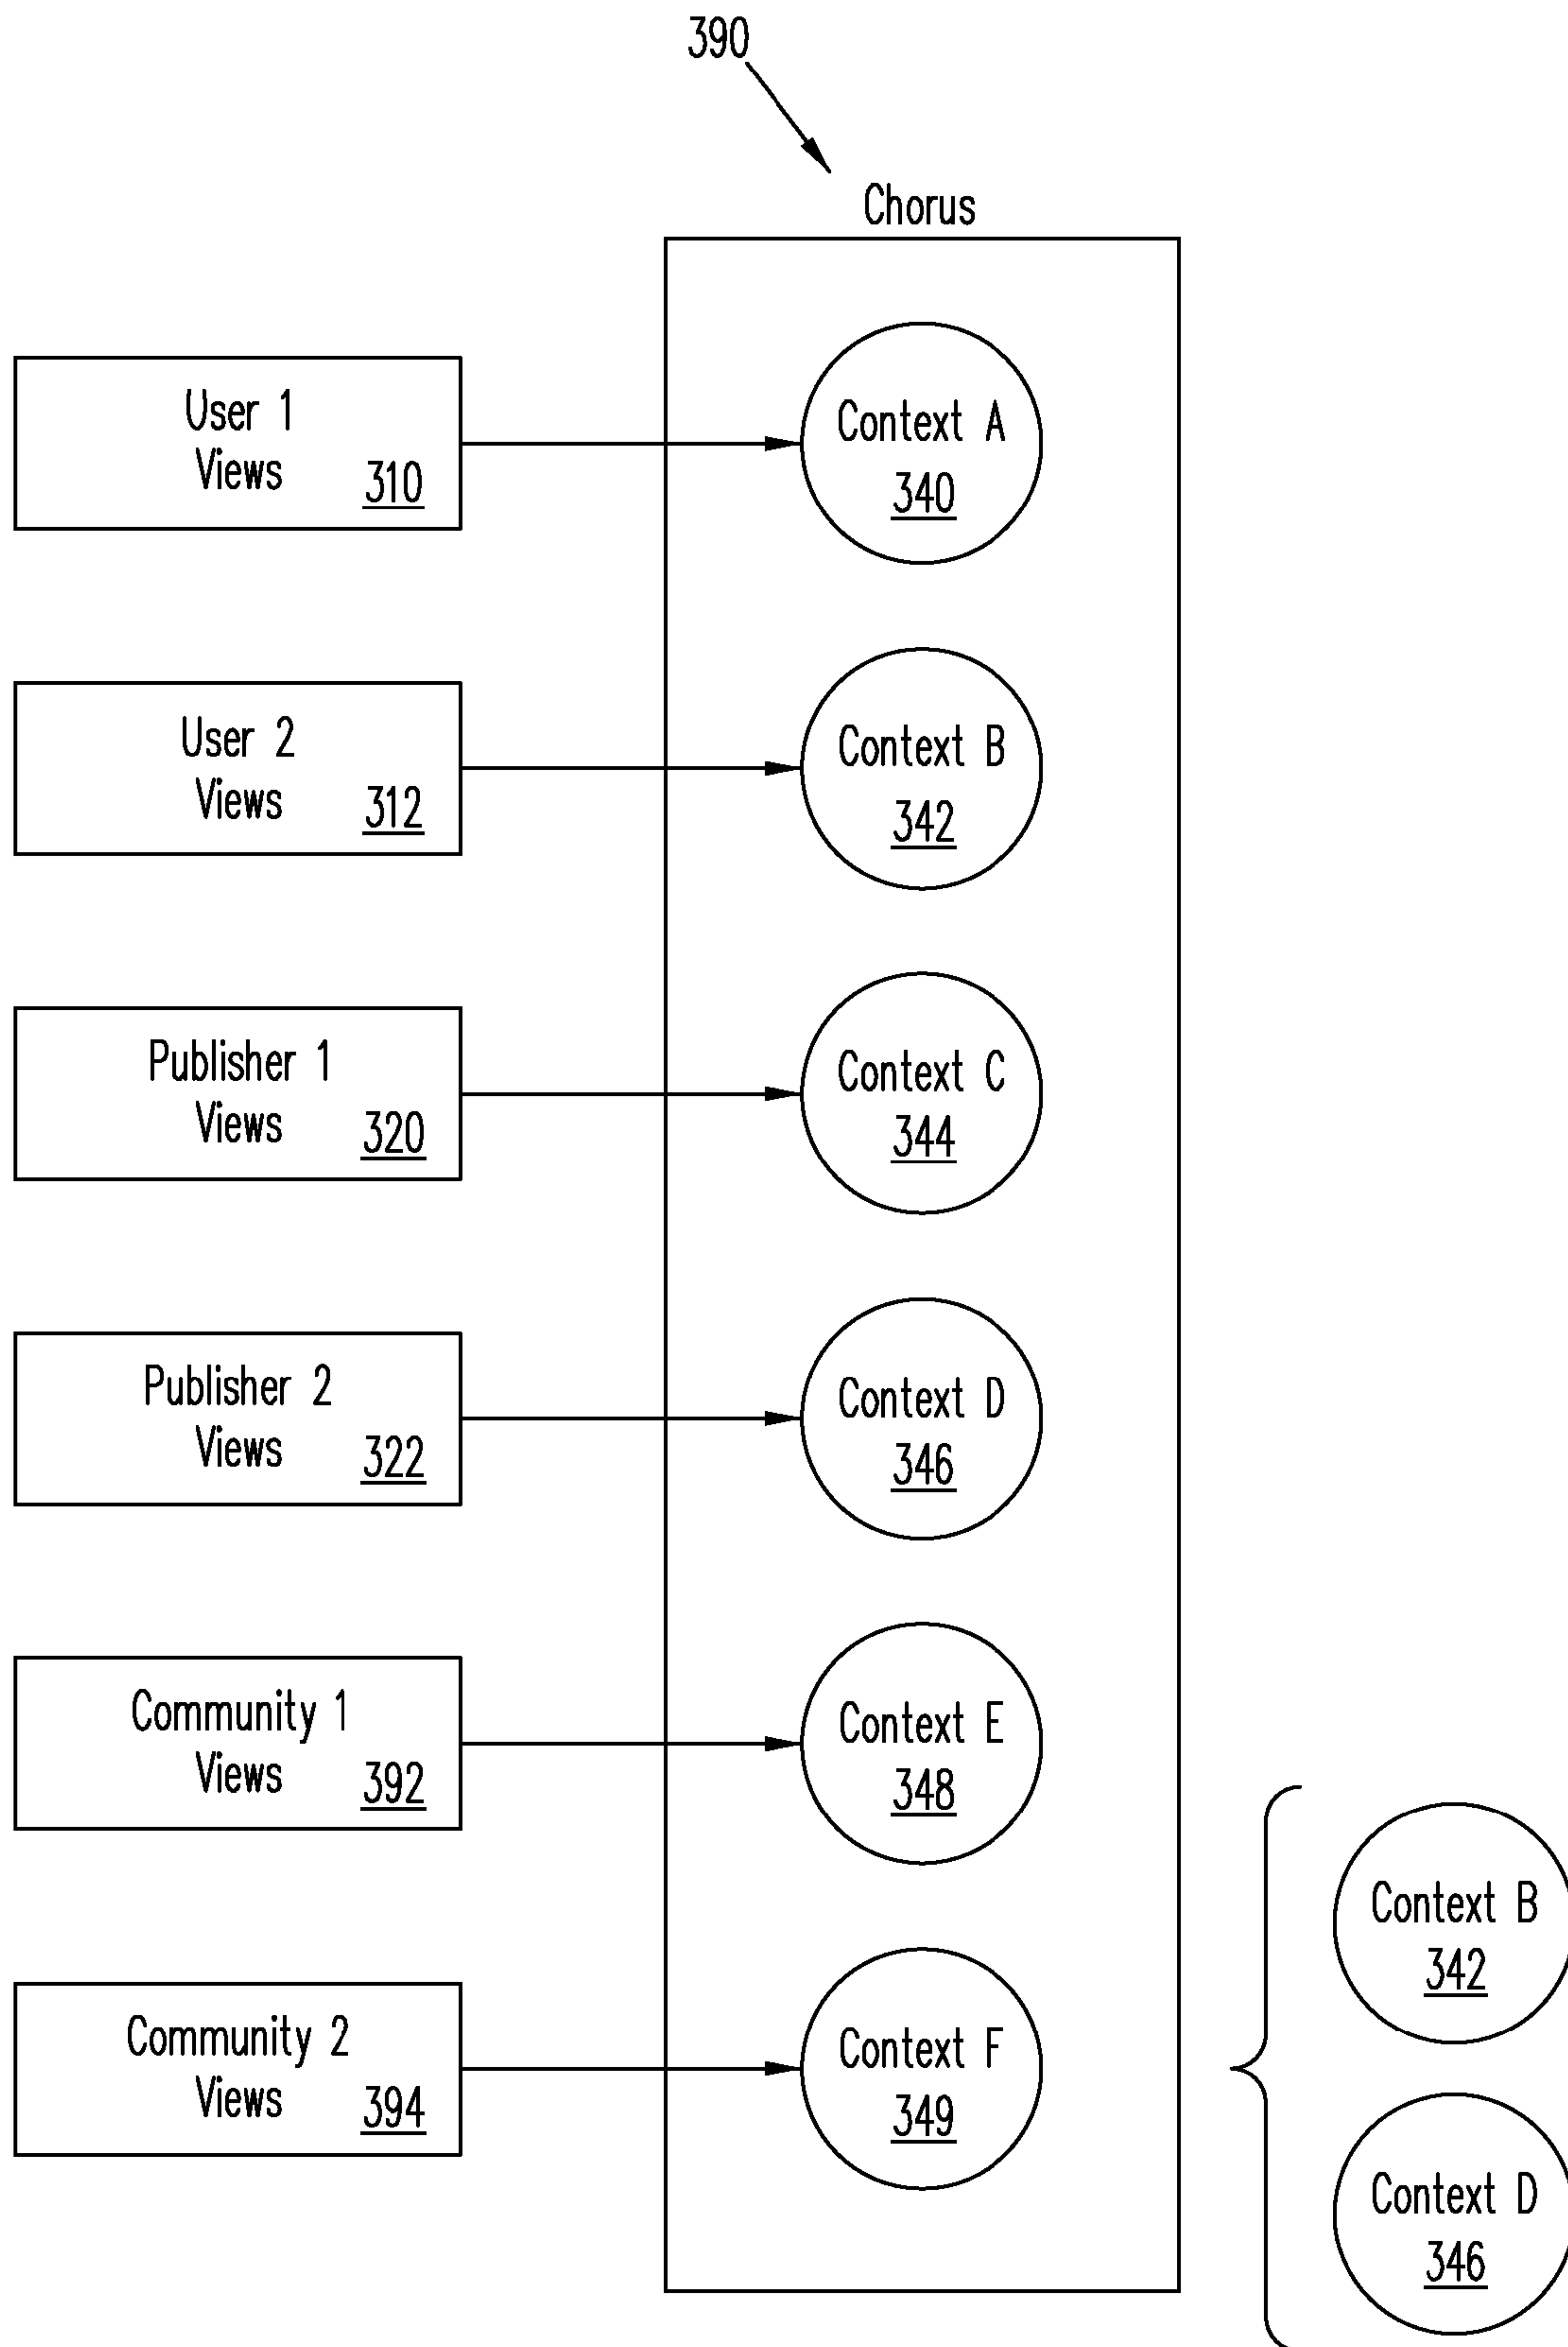 390
Chorus
User 1
Views 310
Context A
340
User 2
Views 312
Context B
342
Publisher 1
Views 320
Context C
344
Publisher 2
Views 322
Context D
346
Community 1
Views 392
Context E
348
Community 2
Views 394
Context F
349
Context B
342
Context D
346